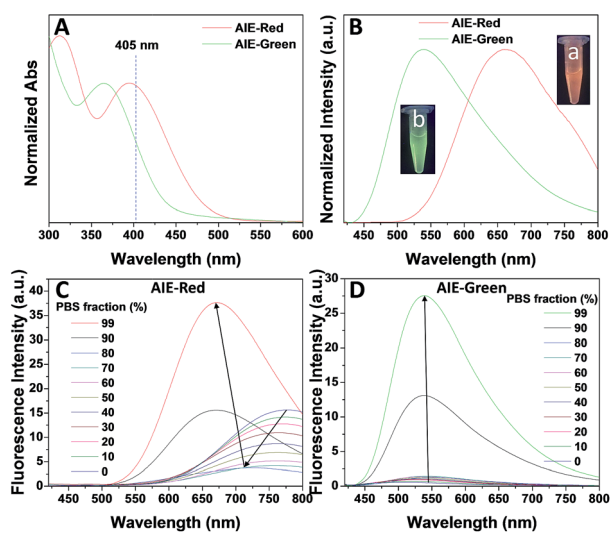 A
AIE-Red
AIE-Green
405 nm
Normalized Abs
300 350 400 450 500 550 600
Wavelength (nm)
B
AIE-Red
AIE-Green
a
b
Normalized Intensity (a.u.)
450 500 550 600 650 700 750 800
Wavelength (nm)
C
AIE-Red
PBS fraction (%)
99
90
80
70
60
50
40
30
20
10
0
Fluorescence Intensity (a.u.)
40
35
30
25
20
15
10
5
0
450 500 550 600 650 700 750 800
Wavelength (nm)
D
AIE-Green
PBS fraction (%)
99
90
80
70
60
50
40
30
20
10
0
Fluorescence Intensity (a.u.)
30
25
20
15
10
5
0
450 500 550 600 650 700 750 800
Wavelength (nm)